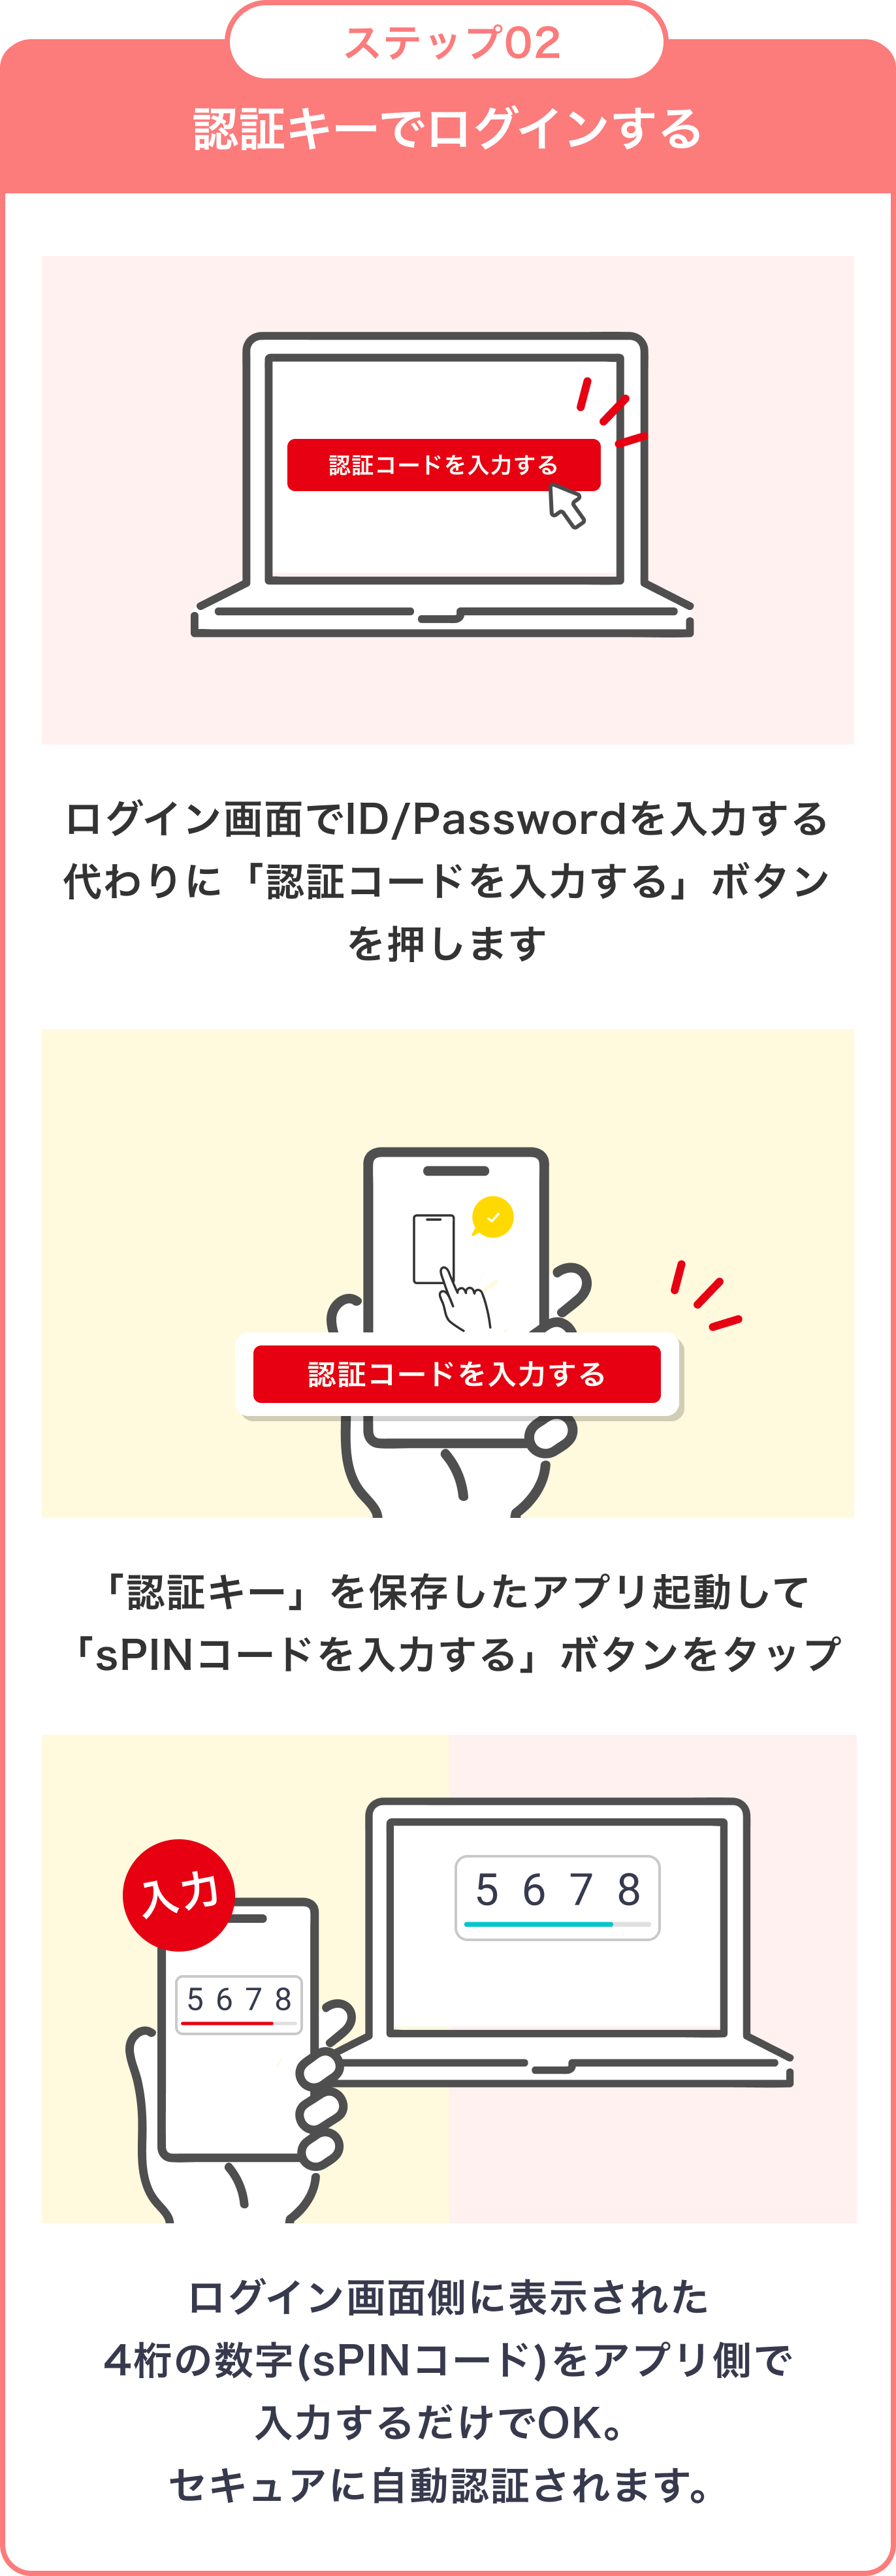 ステップ02
認証キーでログインする
認証コードを入力する
ログイン画面でID/Passwordを入力する
代わりに「認証コードを入力する」ボタン
を押します
認証コードを入力する
「認証キー」を保存したアプリ起動して
「sPINコードを入力する」ボタンをタップ
5 6 7 8
入力
5 6 7 8
ログイン画面側に表示された
4桁の数字(sPINコード)をアプリ側で
入力するだけでOK。
セキュアに自動認証されます。